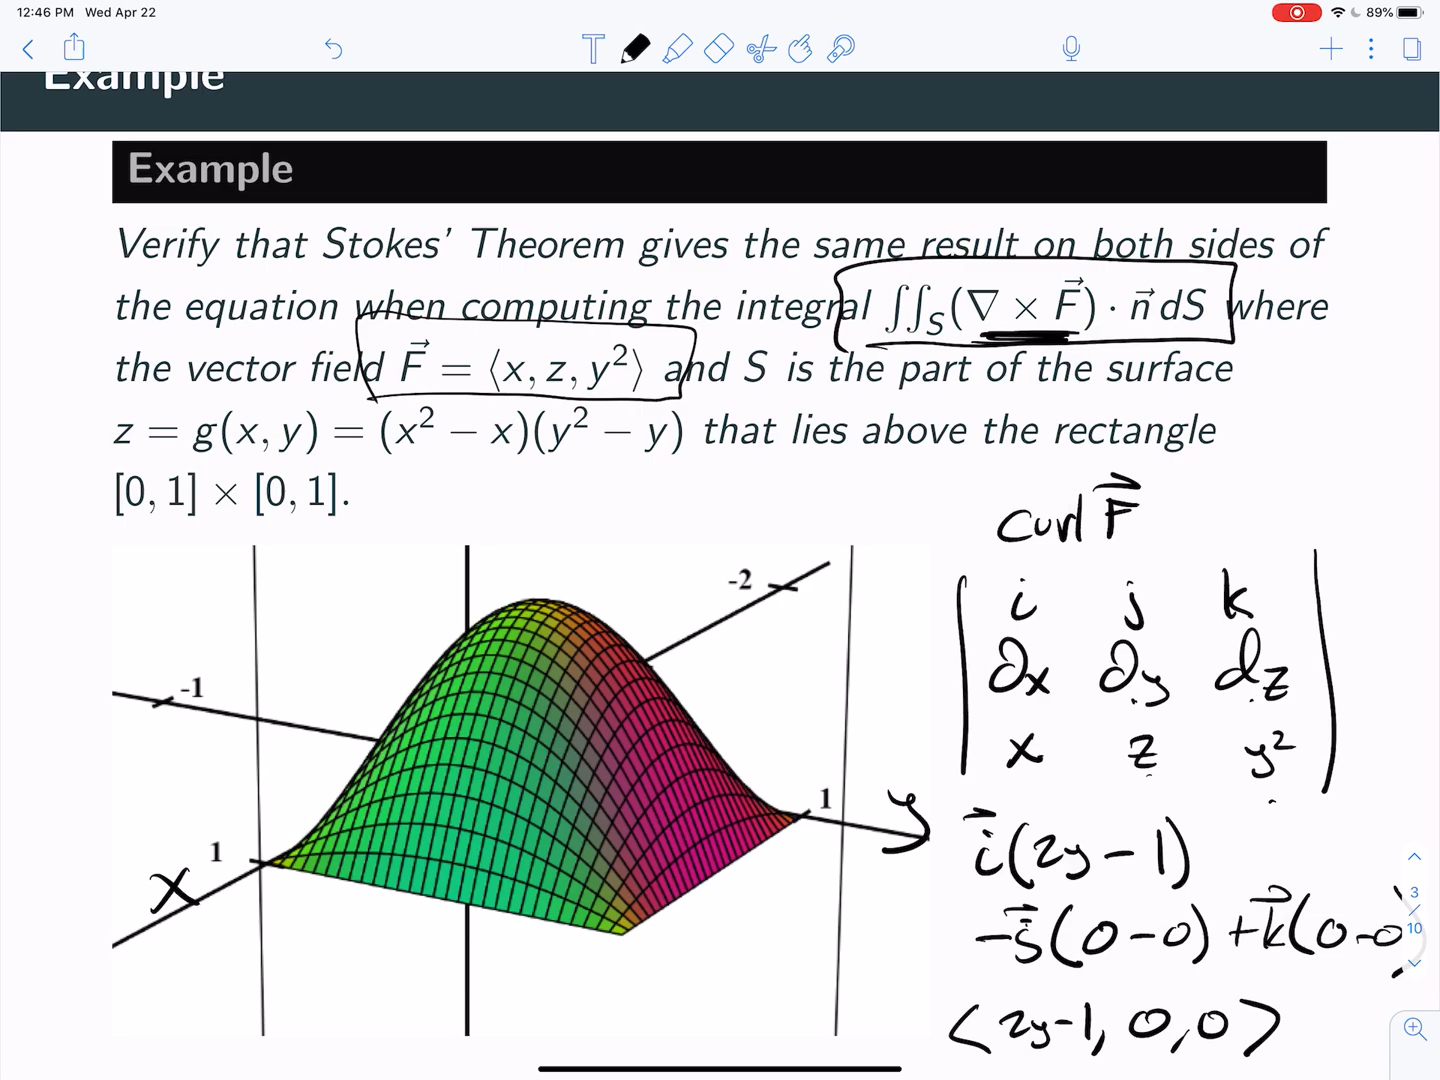 12:46 PM Wed Apr 22
89%
Example
Example
Verify that Stokes' Theorem gives the same result on both sides of
the equation when computing the integral ∬_S(∇ × F⃗) · n⃗ dS where
the vector field F⃗ = ⟨x, z, y²⟩ and S is the part of the surface
z = g(x, y) = (x² − x)(y² − y) that lies above the rectangle
[0, 1] × [0, 1].
Curl F⃗
i j k
∂x ∂y ∂z
x z y²
i⃗(2y−1)
−j⃗(0−0)+k⃗(0−0)
⟨2y−1, 0,0⟩
-2
-1
1
y
1
x
3
/
10
T